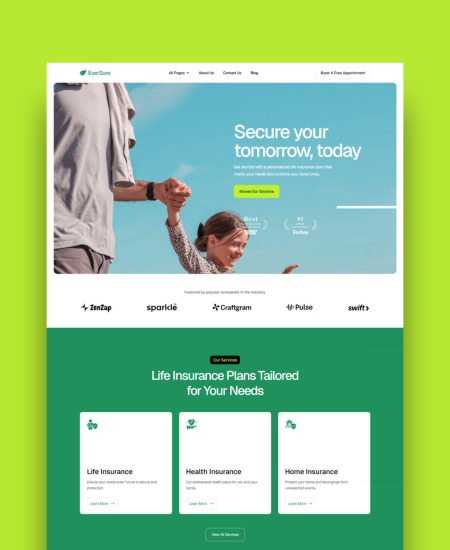 EverSure
All Pages
About Us
Contact Us
Blog
Book A Free Appointment
Secure your
tomorrow, today
Get started with a personalized life insurance plan that
meets your needs and protects your loved ones.
Browse Our Solutions
Best
#1
Forbes
Featured by popular companies in the industry
ZenZap
sparkle
Craftgram
Pulse
swift
Our Services
Life Insurance Plans Tailored
for Your Needs
Life Insurance
Ensure your loved ones' future is secure and
protected.
Learn More
Health Insurance
Comprehensive health plans for you and your
family.
Learn More
Home Insurance
Protect your home and belongings from
unexpected events.
Learn More
View All Services